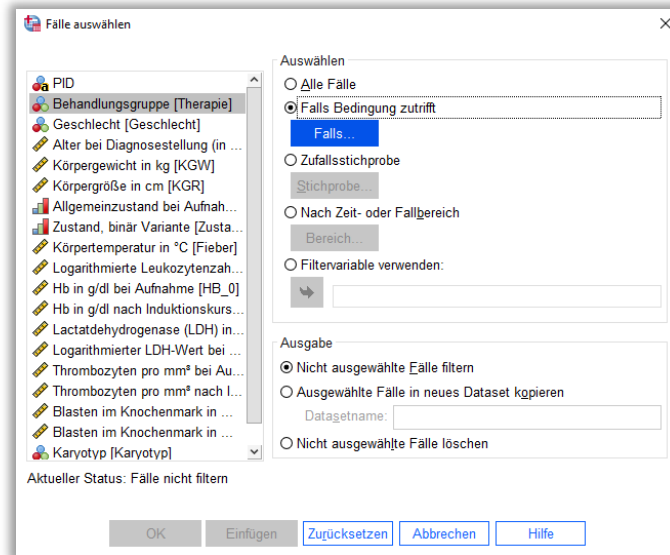 Fälle auswählen
PID
Behandlungsgruppe [Therapie]
Geschlecht [Geschlecht]
Alter bei Diagnosestellung (in ...
Körpergewicht in kg [KGW]
Körpergröße in cm [KGR]
Allgemeinzustand bei Aufnah...
Zustand, binär Variante [Zusta...
Körpertemperatur in °C [Fieber]
Logarithmierte Leukozytenzah...
Hb in g/dl bei Aufnahme [HB_0]
Hb in g/dl nach Induktionskurs...
Lactatdehydrogenase (LDH) in...
Logarithmierter LDH-Wert bei ...
Thrombozyten pro mm³ bei Au...
Thrombozyten pro mm³ nach I...
Blasten im Knochenmark in ...
Blasten im Knochenmark in ...
Karyotyp [Karyotyp]
Aktueller Status: Fälle nicht filtern
Auswählen
Alle Fälle
Falls Bedingung zutrifft
Falls...
Zufallsstichprobe
Stichprobe...
Nach Zeit- oder Fallbereich
Bereich...
Filtervariable verwenden:
Ausgabe
Nicht ausgewählte Fälle filtern
Ausgewählte Fälle in neues Dataset kopieren
Datasetname:
Nicht ausgewählte Fälle löschen
OK Einfügen Zurücksetzen Abbrechen Hilfe